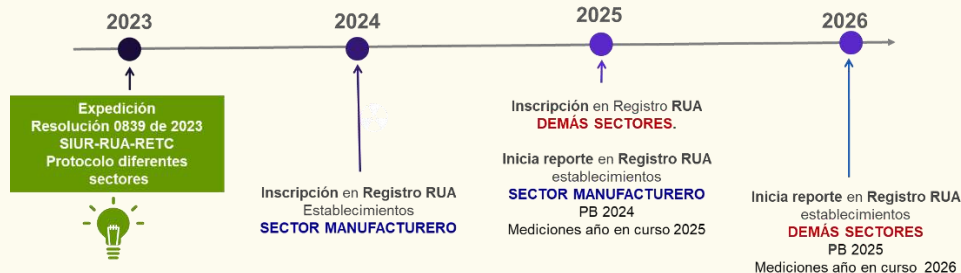 2023
2024
2025
2026
Expedición
Resolución 0839 de 2023
SIUR-RUA-RETC
Protocolo diferentes
sectores
Inscripción en Registro RUA
Establecimientos
SECTOR MANUFACTURERO
Inscripción en Registro RUA
DEMÁS SECTORES.
Inicia reporte en Registro RUA
establecimientos
SECTOR MANUFACTURERO
PB 2024
Mediciones año en curso 2025
Inicia reporte en Registro RUA
establecimientos
DEMÁS SECTORES
PB 2025
Mediciones año en curso 2026